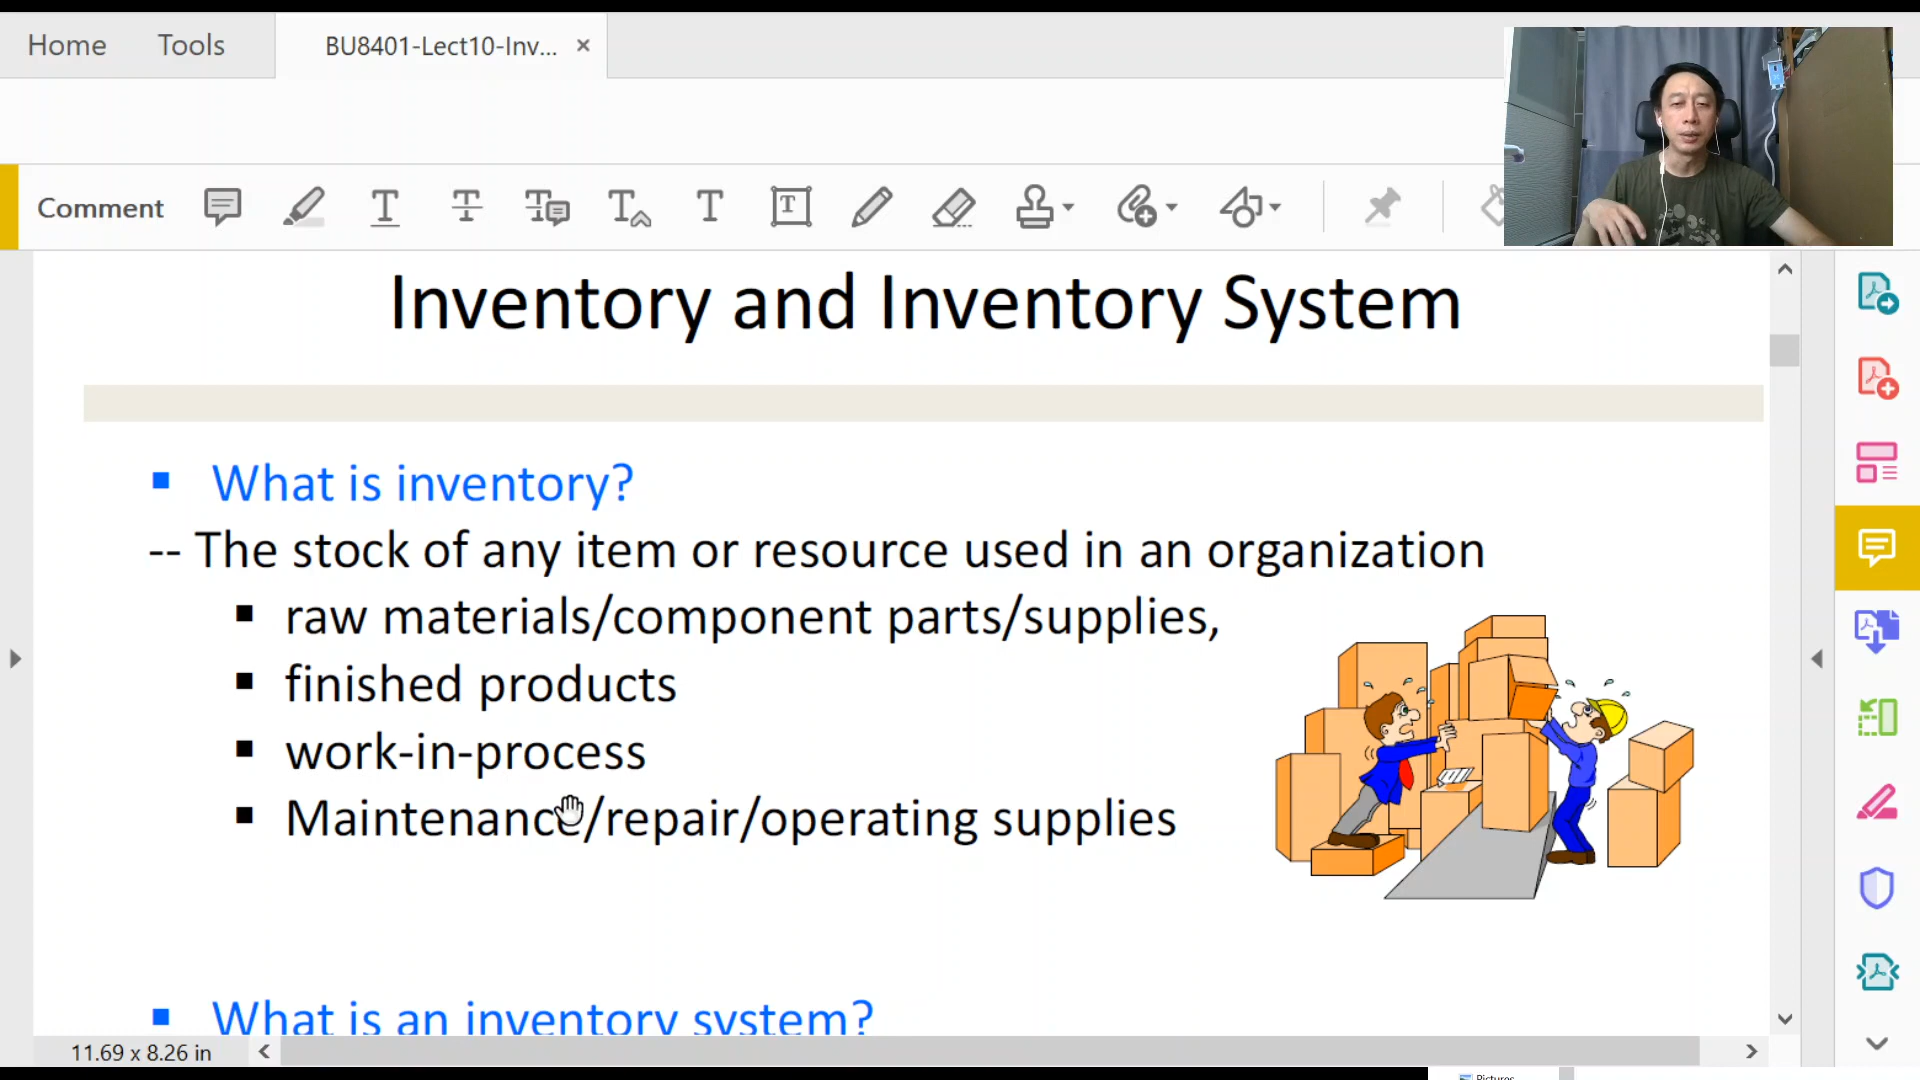 Home Tools BU8401-Lect10-Inv... ×
Comment
Inventory and Inventory System
▪ What is inventory?
-- The stock of any item or resource used in an organization
▪ raw materials/component parts/supplies,
▪ finished products
▪ work-in-process
▪ Maintenance/repair/operating supplies
▪ What is an inventory system?
11.69 x 8.26 in
Pictures